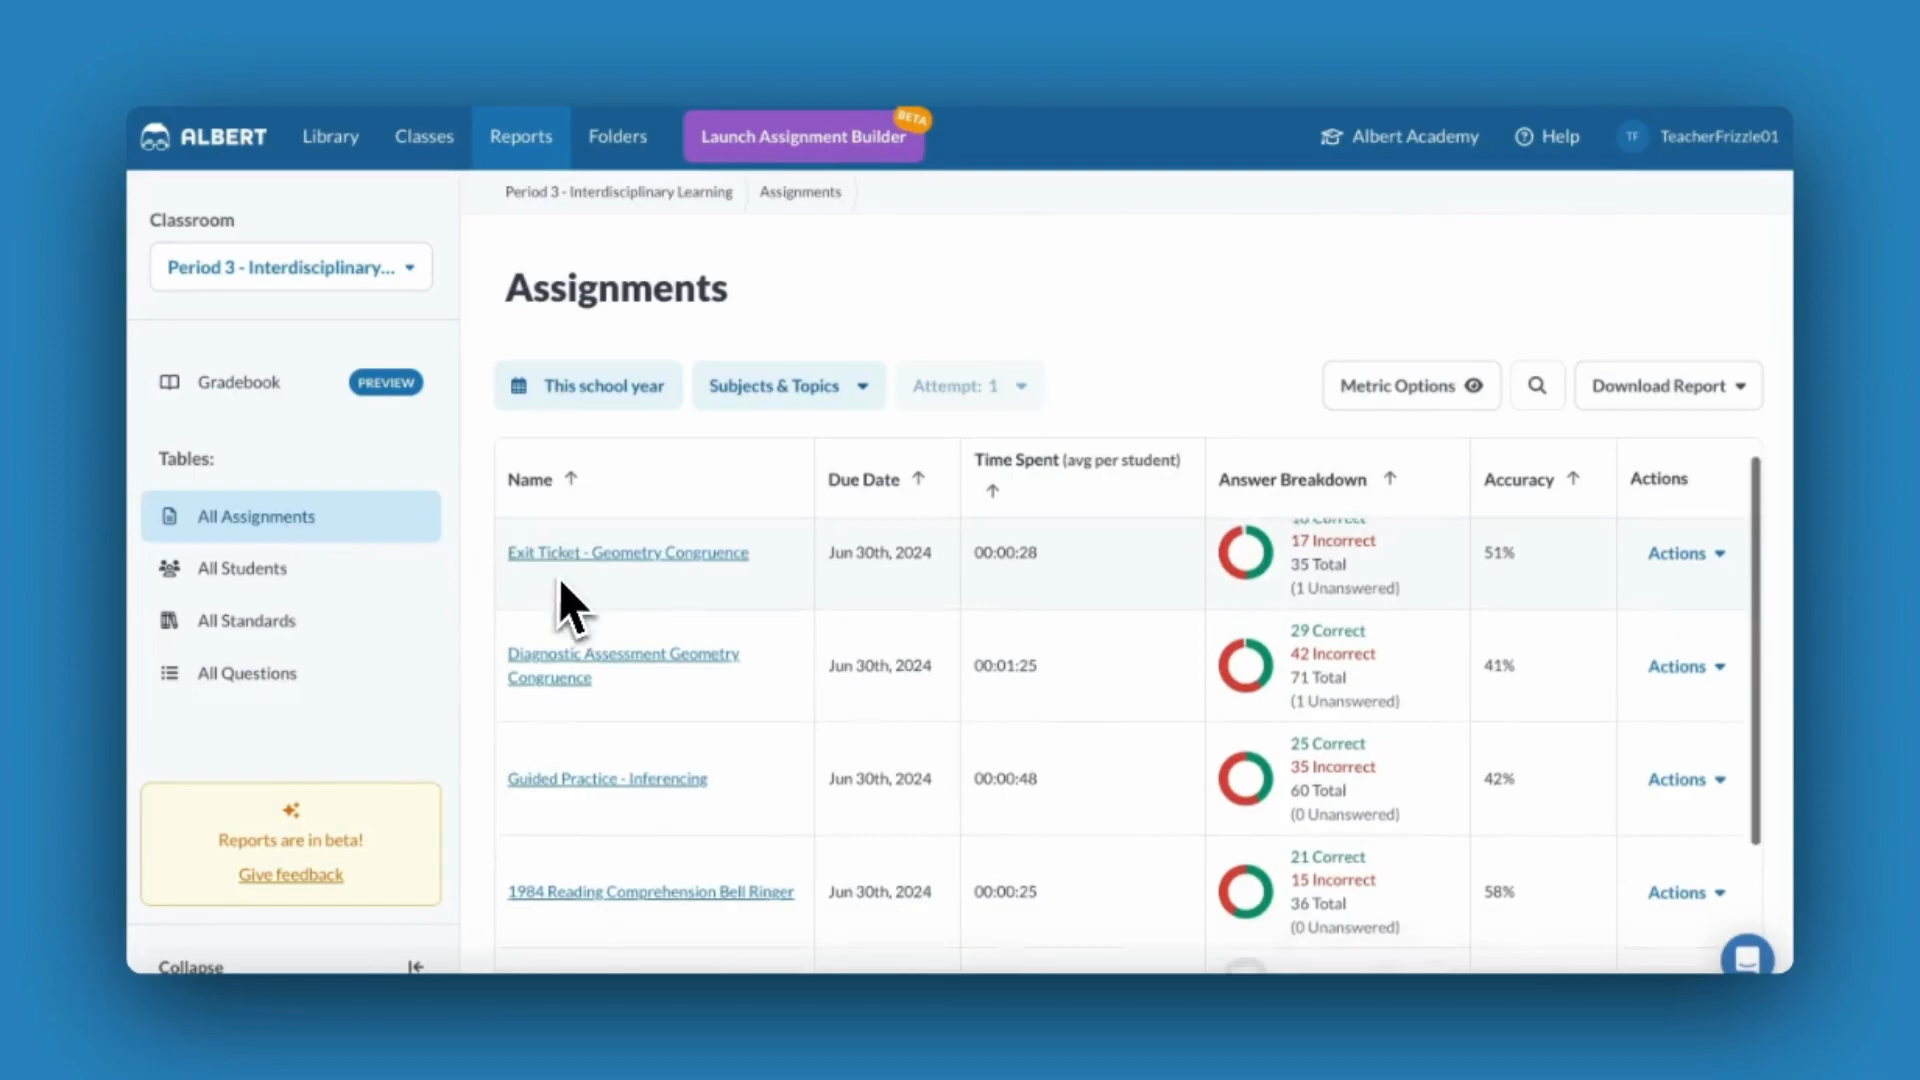 ALBERT
Library
Classes
Reports
Folders
Launch Assignment Builder
BETA
Albert Academy
Help
TF
TeacherFrizzle01
Classroom
Period 3 - Interdisciplinary...
Gradebook
PREVIEW
Tables:
All Assignments
All Students
All Standards
All Questions
Reports are in beta!
Give feedback
Collapse
Period 3 - Interdisciplinary Learning
Assignments
Assignments
This school year
Subjects & Topics
Attempt: 1
Metric Options
Download Report
Name
Due Date
Time Spent (avg per student)
Answer Breakdown
Accuracy
Actions
Exit Ticket - Geometry Congruence
Jun 30th, 2024
00:00:28
Correct
17 Incorrect
35 Total
(1 Unanswered)
51%
Actions
Diagnostic Assessment Geometry
Congruence
Jun 30th, 2024
00:01:25
29 Correct
42 Incorrect
71 Total
(1 Unanswered)
41%
Actions
Guided Practice - Inferencing
Jun 30th, 2024
00:00:48
25 Correct
35 Incorrect
60 Total
(0 Unanswered)
42%
Actions
1984 Reading Comprehension Bell Ringer
Jun 30th, 2024
00:00:25
21 Correct
15 Incorrect
36 Total
(0 Unanswered)
58%
Actions